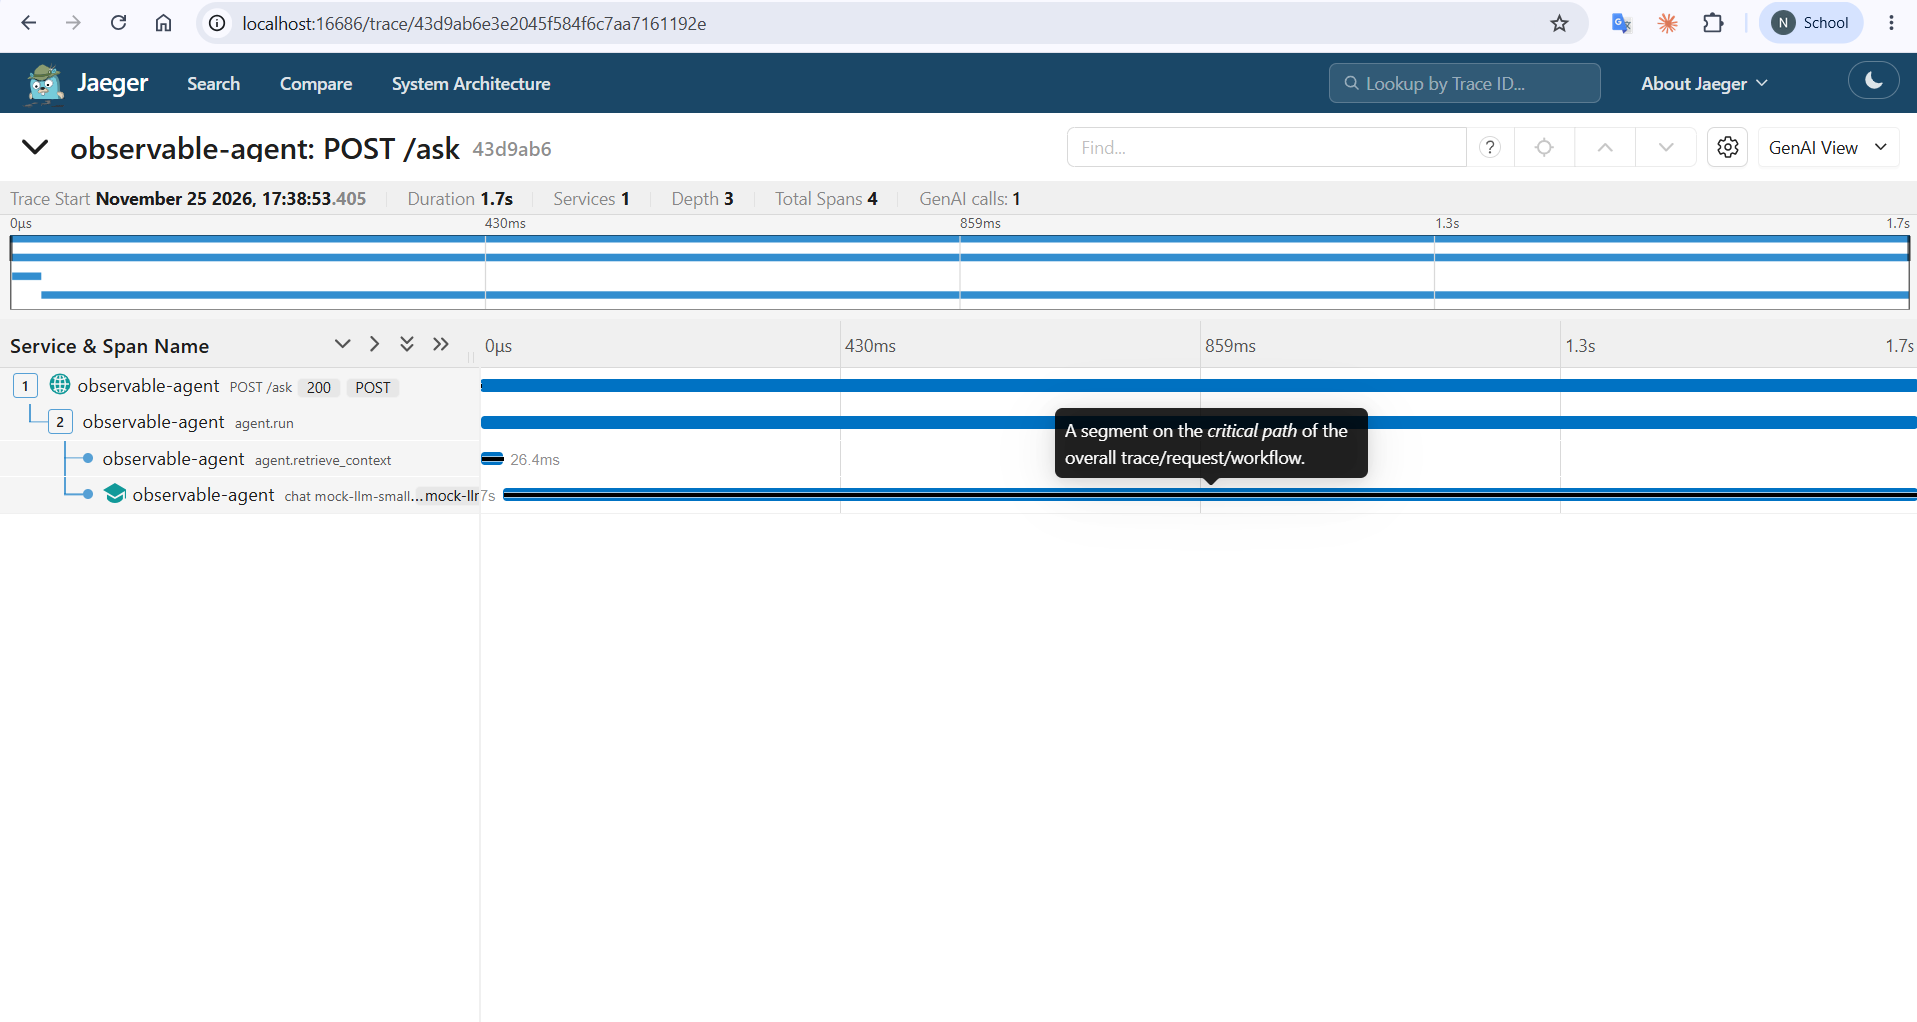 localhost:16686/trace/43d9ab6e3e2045f584f6c7aa7161192e
N School
Jaeger Search Compare System Architecture Lookup by Trace ID... About Jaeger
observable-agent: POST /ask 43d9ab6 Find... ? GenAI View
Trace Start November 25 2026, 17:38:53.405 Duration 1.7s Services 1 Depth 3 Total Spans 4 GenAI calls: 1
0μs 430ms 859ms 1.3s 1.7s
Service & Span Name 0μs 430ms 859ms 1.3s 1.7s
1 observable-agent POST /ask 200 POST
2 observable-agent agent.run
A segment on the critical path of the
overall trace/request/workflow.
observable-agent agent.retrieve_context 26.4ms
observable-agent chat mock-llm-small... mock-llr 7s